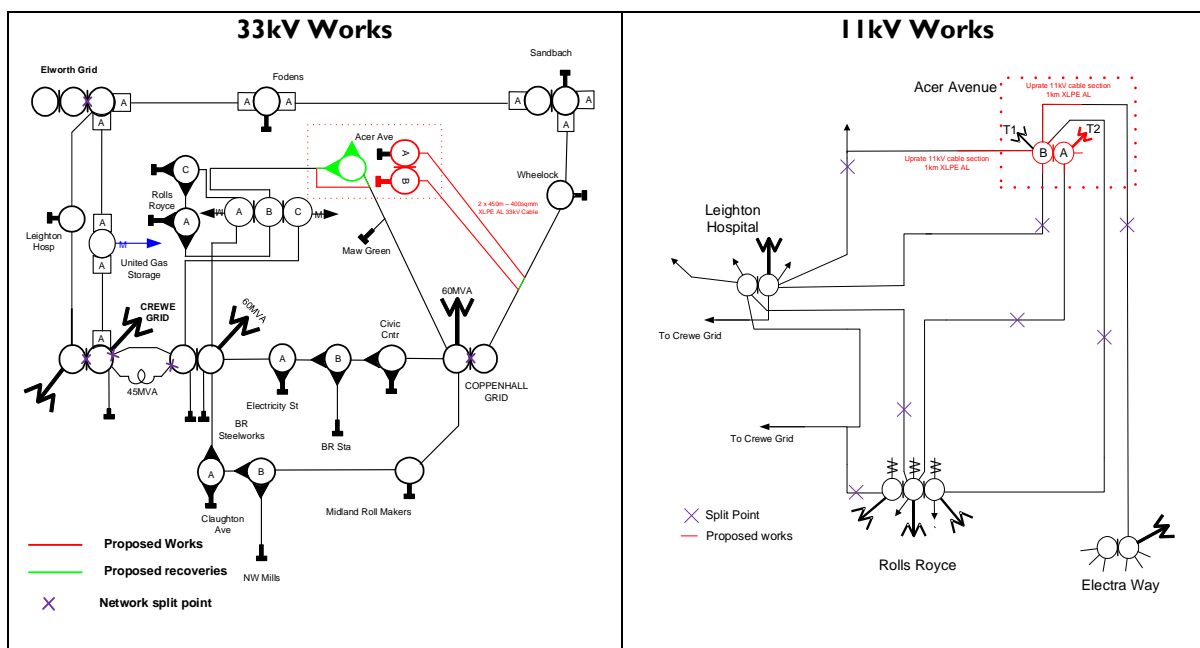 33kV Works
Sandbach
Elworth Grid
Fodens
A
A
A
A
A
A
Acer Ave
A
B
C
Rolls
Royce
A
A
B
C
M
Wheelock
2 x 450m – 400sqmm
XLPE AL 33kV Cable
Leighton
Hosp
A
M
A
United Gas
Storage
Maw Green
CREWE
GRID
60MVA
60MVA
A
45MVA
Civic
Cntr
A
B
Electricity St
COPPENHALL
GRID
BR
Steelworks
BR Sta
A
B
Claughton
Ave
Midland Roll Makers
NW Mills
Proposed Works
Proposed recoveries
Network split point
11kV Works
Acer Avenue
Uprate 11kV cable section
1km XLPE AL
T1
T2
B
A
Uprate 11kV cable section
1km XLPE AL
Leighton
Hospital
To Crewe Grid
To Crewe Grid
Split Point
Proposed works
Rolls Royce
Electra Way